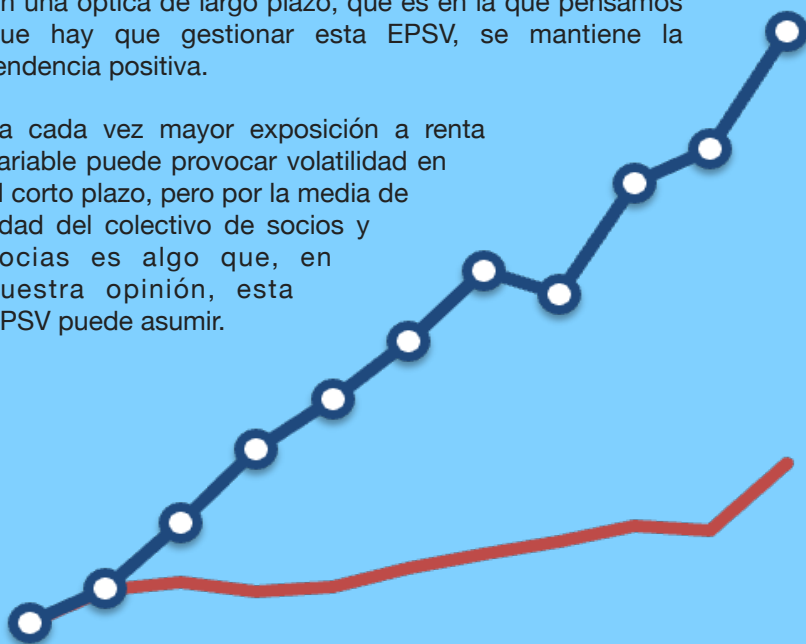 n una óptica de largo plazo, que es en la que pensamos
ue hay que gestionar esta EPSV, se mantiene la
endencia positiva.
a cada vez mayor exposición a renta
ariable puede provocar volatilidad en
l corto plazo, pero por la media de
dad del colectivo de socios y
ocias es algo que, en
uestra opinión, esta
PSV puede asumir.